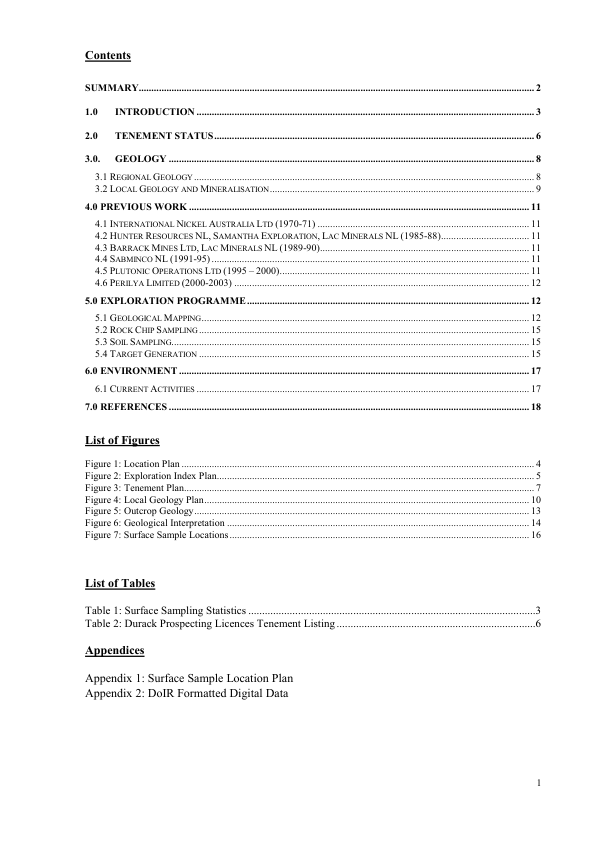 Contents
SUMMARY 2
1.0 INTRODUCTION 3
2.0 TENEMENT STATUS 6
3.0. GEOLOGY 8
3.1 REGIONAL GEOLOGY 8
3.2 LOCAL GEOLOGY AND MINERALISATION 9
4.0 PREVIOUS WORK 11
4.1 INTERNATIONAL NICKEL AUSTRALIA LTD (1970-71) 11
4.2 HUNTER RESOURCES NL, SAMANTHA EXPLORATION, LAC MINERALS NL (1985-88) 11
4.3 BARRACK MINES LTD, LAC MINERALS NL (1989-90) 11
4.4 SABMINCO NL (1991-95) 11
4.5 PLUTONIC OPERATIONS LTD (1995 – 2000) 11
4.6 PERILYA LIMITED (2000-2003) 12
5.0 EXPLORATION PROGRAMME 12
5.1 GEOLOGICAL MAPPING 12
5.2 ROCK CHIP SAMPLING 15
5.3 SOIL SAMPLING 15
5.4 TARGET GENERATION 15
6.0 ENVIRONMENT 17
6.1 CURRENT ACTIVITIES 17
7.0 REFERENCES 18
List of Figures
Figure 1: Location Plan 4
Figure 2: Exploration Index Plan 5
Figure 3: Tenement Plan 7
Figure 4: Local Geology Plan 10
Figure 5: Outcrop Geology 13
Figure 6: Geological Interpretation 14
Figure 7: Surface Sample Locations 16
List of Tables
Table 1: Surface Sampling Statistics 3
Table 2: Durack Prospecting Licences Tenement Listing 6
Appendices
Appendix 1: Surface Sample Location Plan
Appendix 2: DoIR Formatted Digital Data
1